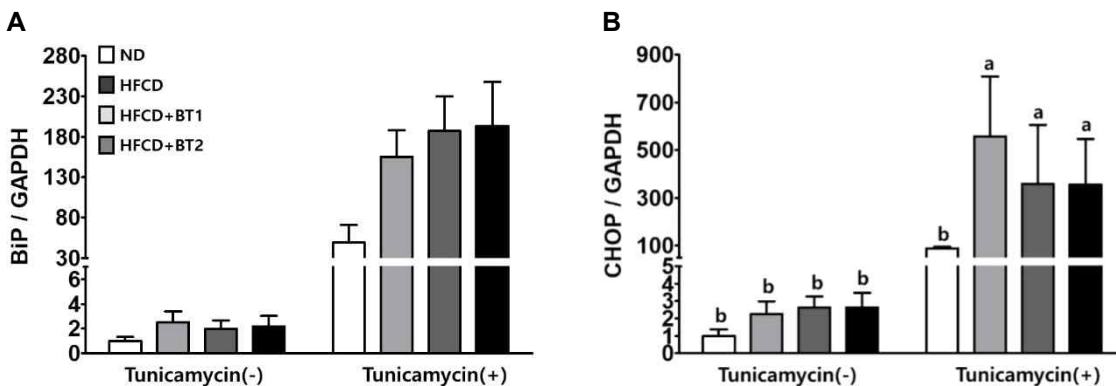 A
BiP / GAPDH
280
230
180
130
80
30
6
4
2
0
ND
HFCD
HFCD+BT1
HFCD+BT2
Tunicamycin(-)
Tunicamycin(+)
B
CHOP / GAPDH
900
700
500
300
100
5
4
3
2
1
0
b
b
b
b
b
a
a
a
Tunicamycin(-)
Tunicamycin(+)